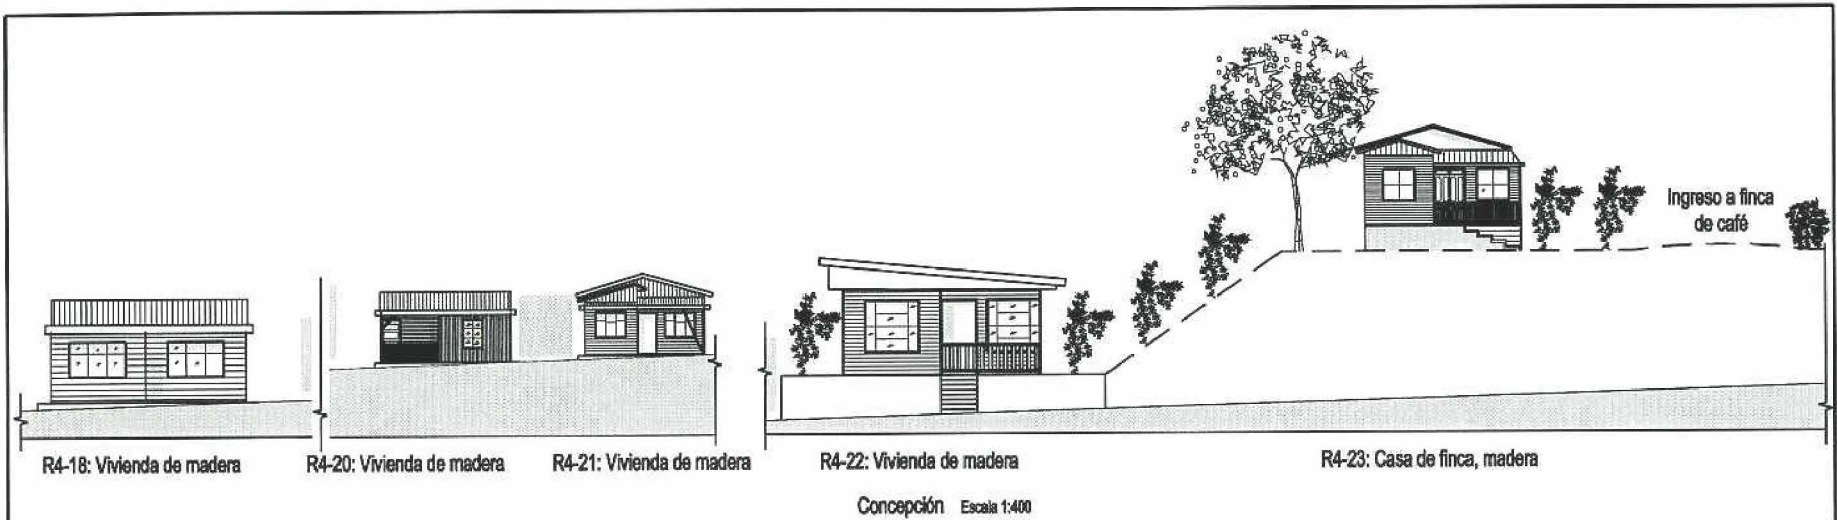 Ingreso a finca
de café
R4-18: Vivienda de madera
R4-20: Vivienda de madera
R4-21: Vivienda de madera
R4-22: Vivienda de madera
R4-23: Casa de finca, madera
Concepción Escala 1:400